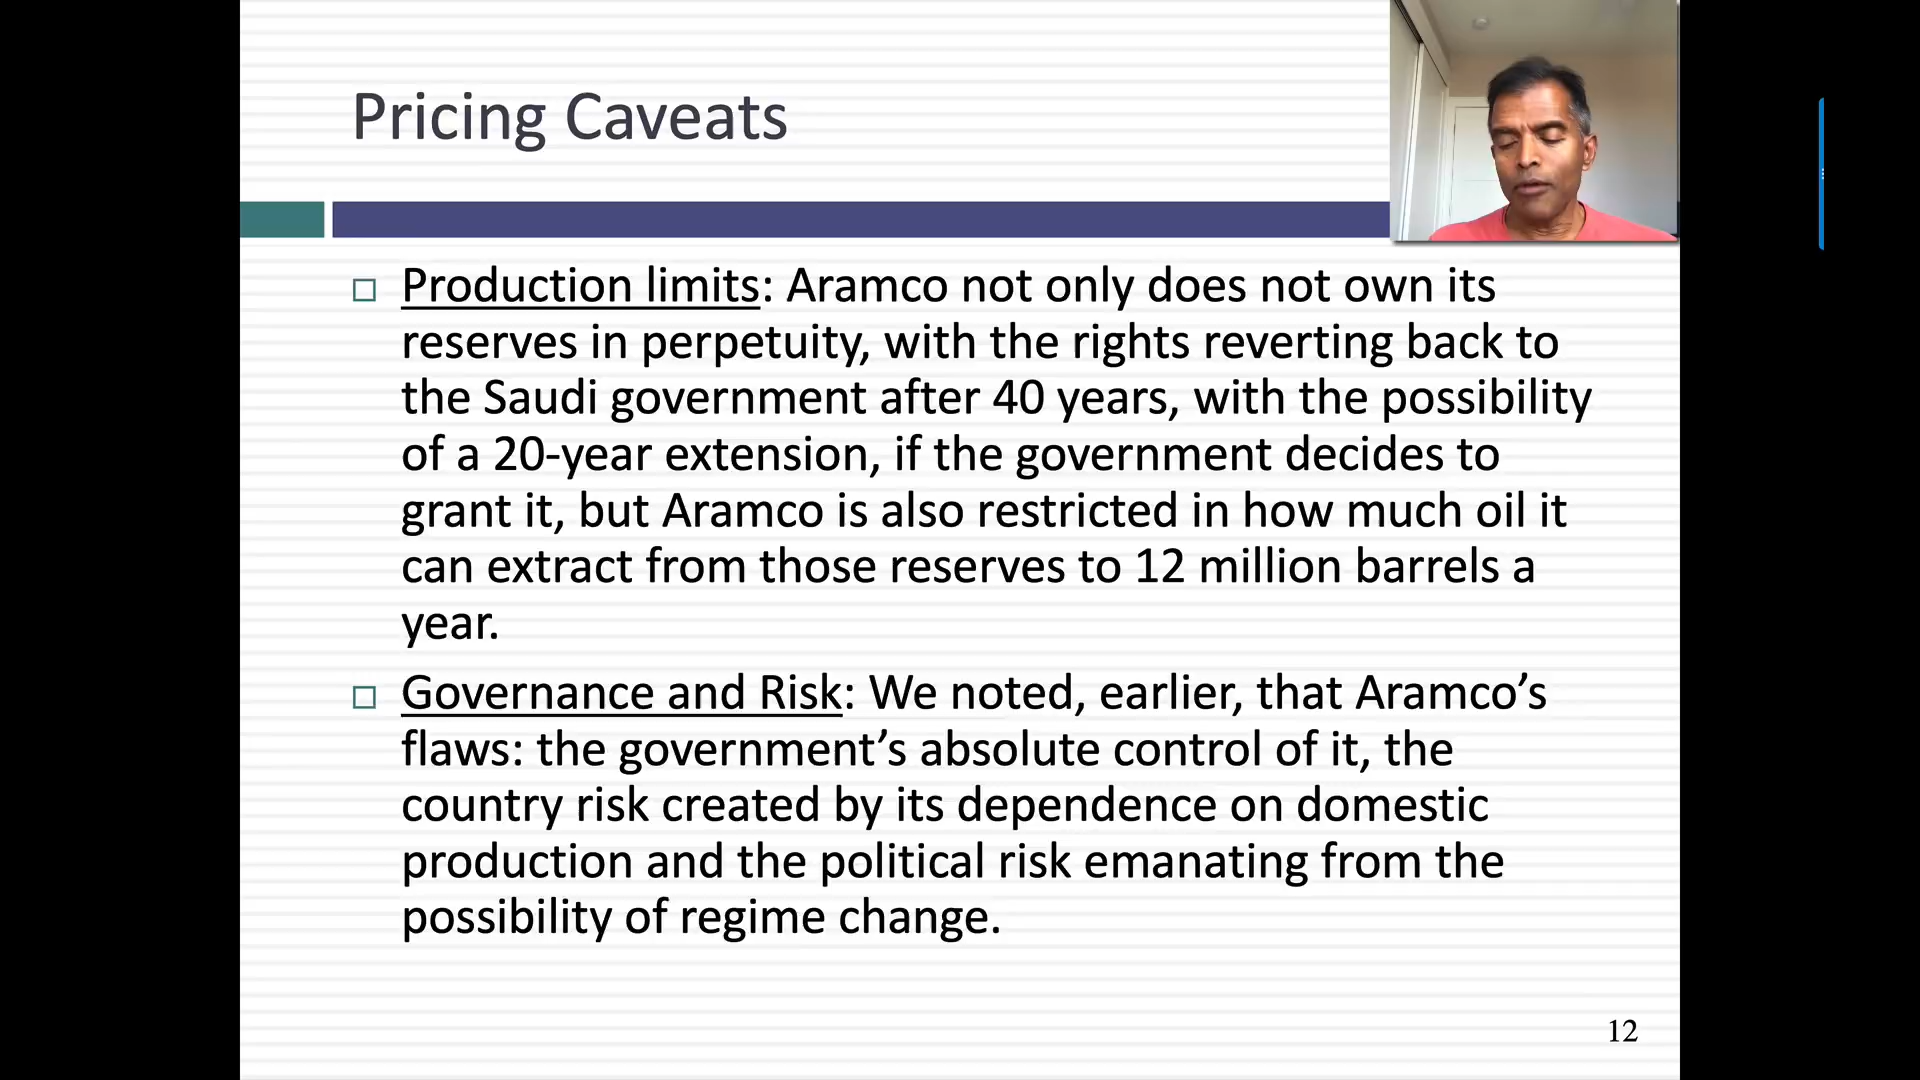 Pricing Caveats
Production limits: Aramco not only does not own its
reserves in perpetuity, with the rights reverting back to
the Saudi government after 40 years, with the possibility
of a 20-year extension, if the government decides to
grant it, but Aramco is also restricted in how much oil it
can extract from those reserves to 12 million barrels a
year.
Governance and Risk: We noted, earlier, that Aramco’s
flaws: the government’s absolute control of it, the
country risk created by its dependence on domestic
production and the political risk emanating from the
possibility of regime change.
12